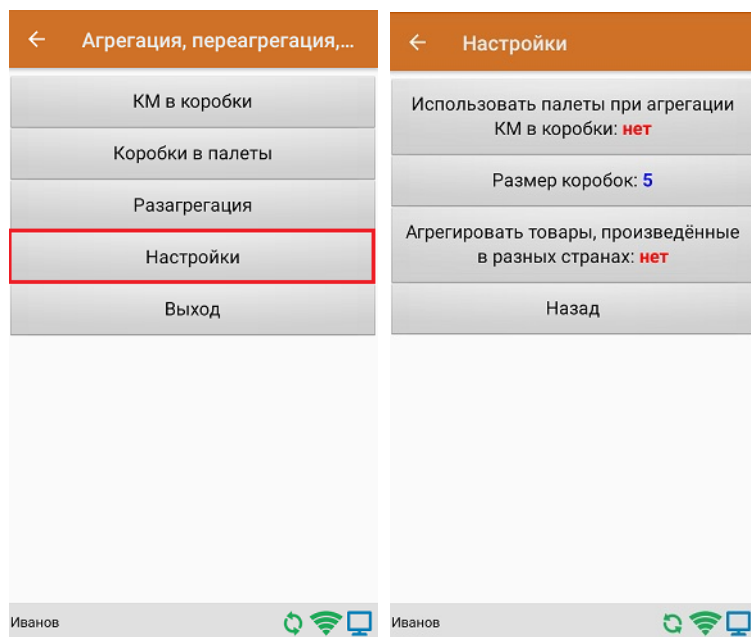 Агрегация, переагрегация,...
КМ в коробки
Коробки в палеты
Разагрегация
Настройки
Выход
Иванов
Настройки
Использовать палеты при агрегации
КМ в коробки: нет
Размер коробок: 5
Агрегировать товары, произведённые
в разных странах: нет
Назад
Иванов